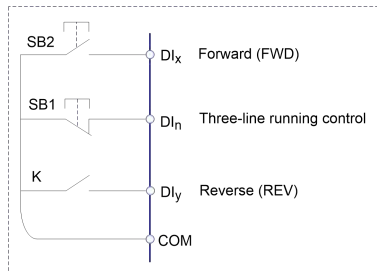 SB2
DIx Forward (FWD)
SB1
DIn Three-line running control
K
DIy Reverse (REV)
COM